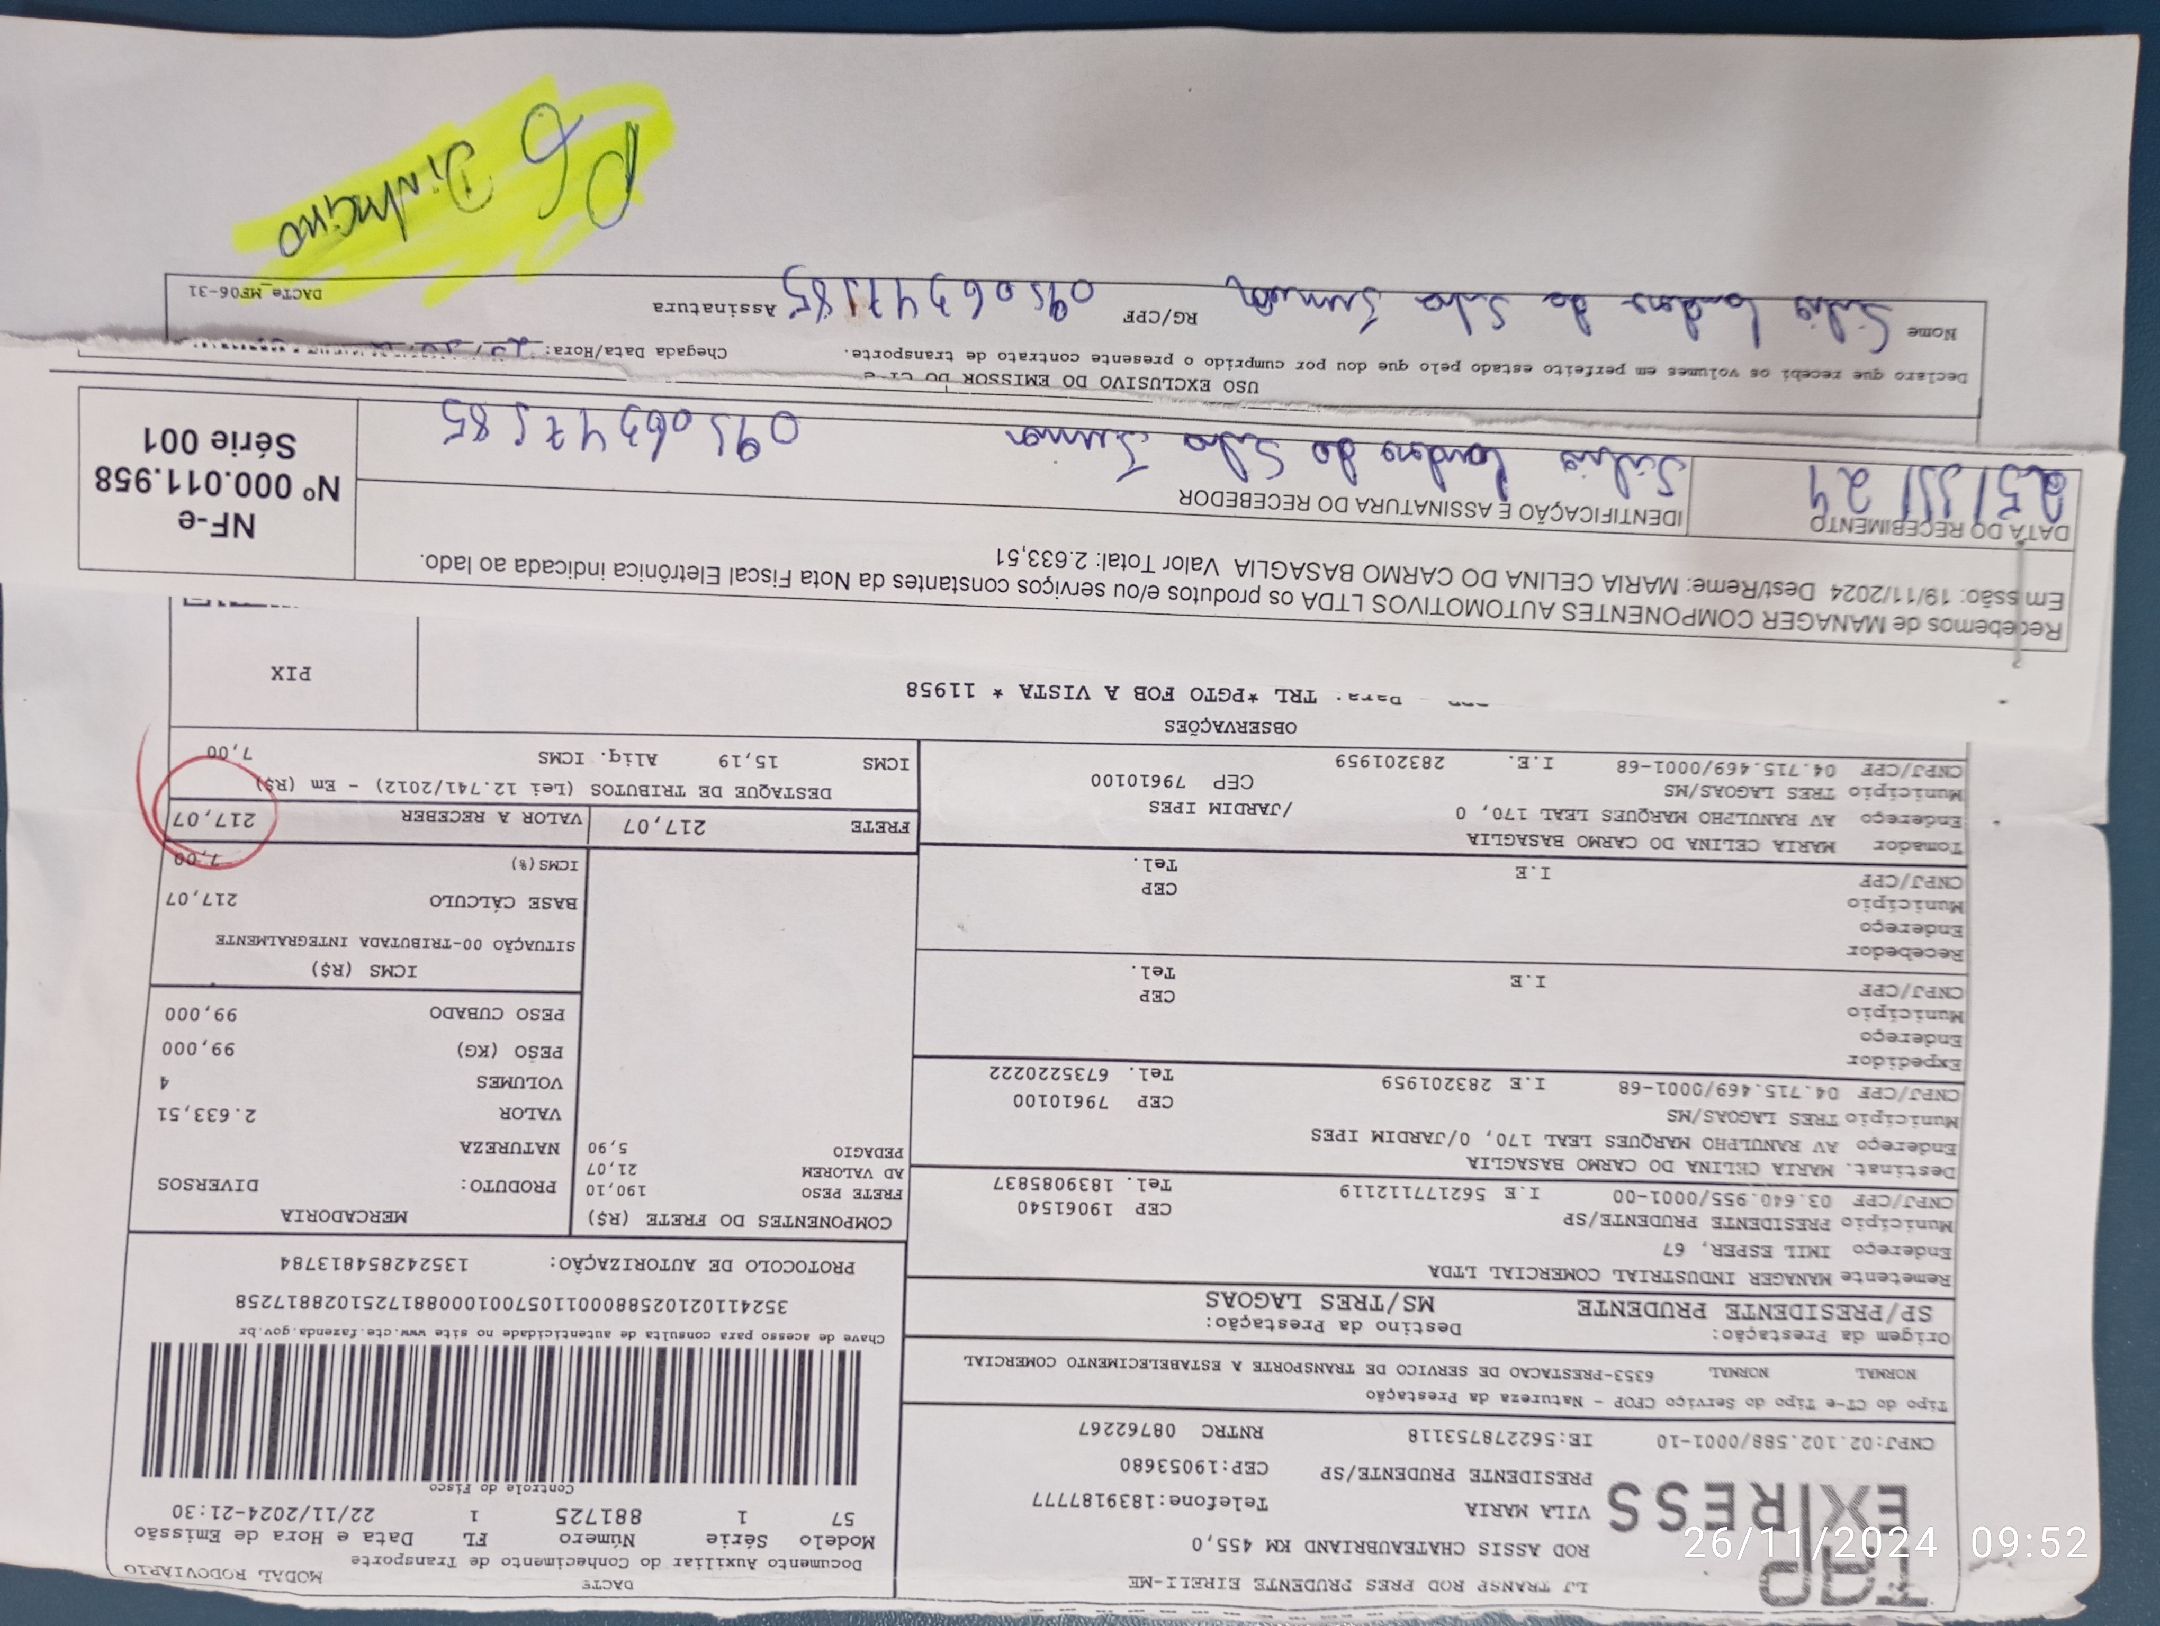 DACTE
MODAL RODOVIÁRIO
Documento Auxiliar do Conhecimento de Transporte
Modelo Série Número FL Data e Hora de Emissão
57 1 881725 1 22/11/2024-21:30
Controle do Fisco
Chave de acesso para consulta de autenticidade no site www.cte.fazenda.gov.br
PROTOCOLO DE AUTORIZAÇÃO: 135242854813784
EXPRESS
LJ TRANSP ROD PRES PRUDENTE EIRELI-ME
ROD ASSIS CHATEAUBRIAND KM 455,0
VILA MARIA Telefone:1839187777
PRESIDENTE PRUDENTE/SP CEP:19053680
CNPJ:02.102.588/0001-10 IE:562278753118 RNTRC 08762267
Tipo do CT-e Tipo do Serviço CFOP - Natureza da Prestação
NORMAL NORMAL 6353-PRESTACAO DE SERVICO DE TRANSPORTE A ESTABELECIMENTO COMERCIAL
Origem da Prestação: Destino da Prestação:
SP/PRESIDENTE PRUDENTE MS/TRES LAGOAS
Remetente MANAGER INDUSTRIAL COMERCIAL LTDA
Endereço IMIL ESPER, 67
Município PRESIDENTE PRUDENTE/SP CEP 19061540
CNPJ/CPF 03.640.955/0001-00 I.E 562177112119 Tel. 1839085837
Destinat. MARIA CELINA DO CARMO BASAGLIA
Endereço AV RANULPHO MARQUES LEAL 170, 0/JARDIM IPES
Município TRES LAGOAS/MS CEP 79610100
CNPJ/CPF 04.715.469/0001-68 I.E 283201959 Tel. 6735220222
Expedidor
Endereço
Município CEP
CNPJ/CPF I.E Tel.
Recebedor
Endereço
Município CEP
CNPJ/CPF I.E Tel.
Tomador MARIA CELINA DO CARMO BASAGLIA
Endereço AV RANULPHO MARQUES LEAL 170, 0 /JARDIM IPES
Município TRES LAGOAS/MS CEP 79610100
CNPJ/CPF 04.715.469/0001-68 I.E. 283201959
COMPONENTES DO FRETE (R$)
FRETE PESO 190,10
AD VALOREM 21,07
PEDAGIO 5,90
MERCADORIA
PRODUTO: DIVERSOS
NATUREZA
VALOR 2.633,51
VOLUMES 4
PESO (KG) 99,000
PESO CUBADO 99,000
ICMS (R$)
SITUAÇÃO 00-TRIBUTADA INTEGRALMENTE
BASE CÁLCULO 217,07
ICMS(%) 7,00
FRETE 217,07 VALOR A RECEBER 217,07
DESTAQUE DE TRIBUTOS (Lei 12.741/2012) - Em (R$)
ICMS 15,19 Aliq. ICMS 7,00
OBSERVAÇÕES
Para: TRL *PGTO FOB A VISTA * 11958
PIX
Recebemos de MANAGER COMPONENTES AUTOMOTIVOS LTDA os produtos e/ou serviços constantes da Nota Fiscal Eletrônica indicada ao lado.
Emissão: 19/11/2024 Dest/Reme: MARIA CELINA DO CARMO BASAGLIA Valor Total: 2.633,51
DATA DO RECEBIMENTO IDENTIFICAÇÃO E ASSINATURA DO RECEBEDOR
da Silva Junior
NF-e
Nº 000.011.958
Série 001
USO EXCLUSIVO DO EMISSOR DO CT-e
Declaro que recebi os volumes em perfeito estado pelo que dou por cumprido o presente contrato de transporte. Chegada Data/Hora:
Nome da Silva Junior RG/CPF Assinatura
DACTe_MF06-31
PG
Dinheiro
26/11/2024 09:52